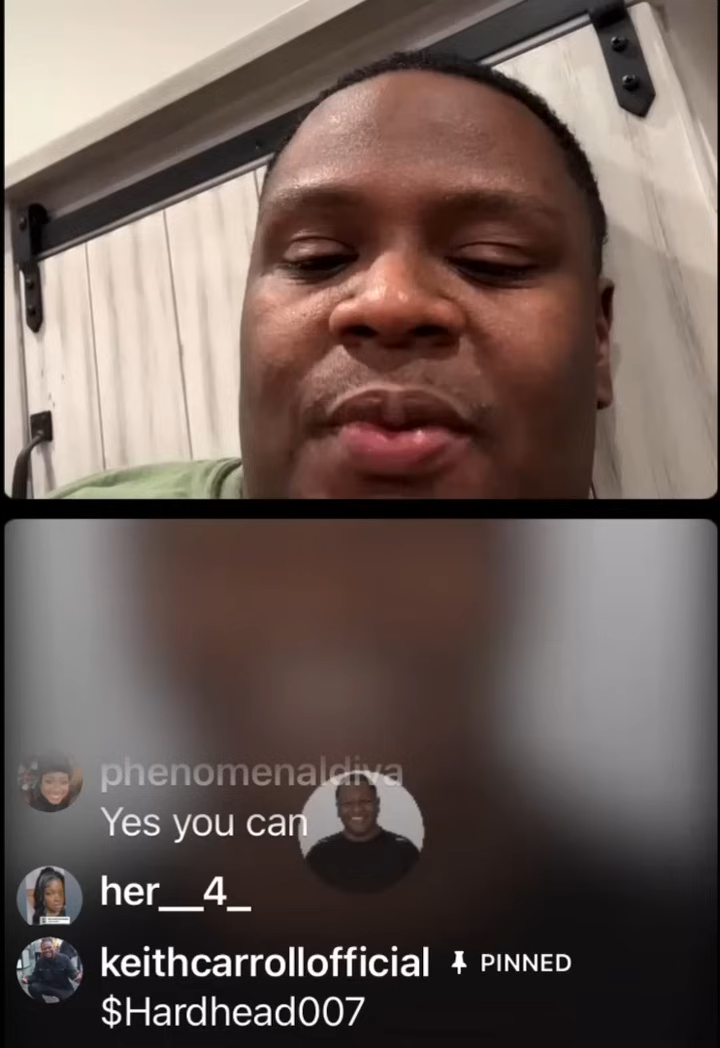 phenomenaldiva
Yes you can
her__4_
keithcarrollofficial PINNED
$Hardhead007